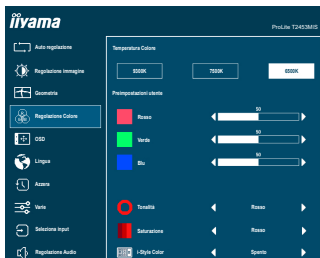 iiyama
ProLite T2453MIS
Auto regolazione
Regolazione immagine
Geometria
Regolazione Colore
OSD
Lingua
Azzera
Varie
Seleziona input
Regolazione Audio
Temperatura Colore
9300K 7500K 6500K
Preimpostazioni utente
Rosso 50
Verde 50
Blu 50
Tonalità Rosso
Saturazione Rosso
i-Style Color Spento